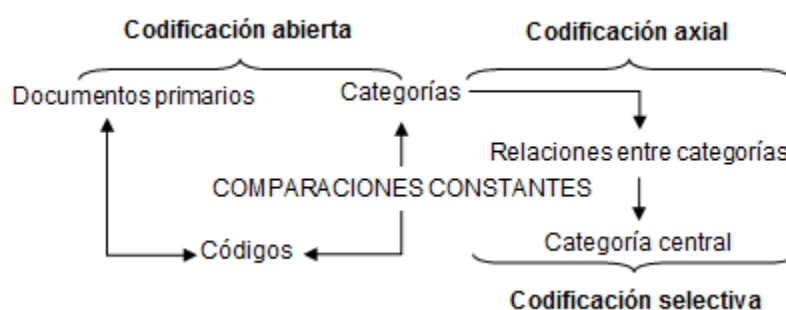 Codificación abierta
Codificación axial
Documentos primarios
Categorías
Relaciones entre categorías
COMPARACIONES CONSTANTES
Códigos
Categoría central
Codificación selectiva